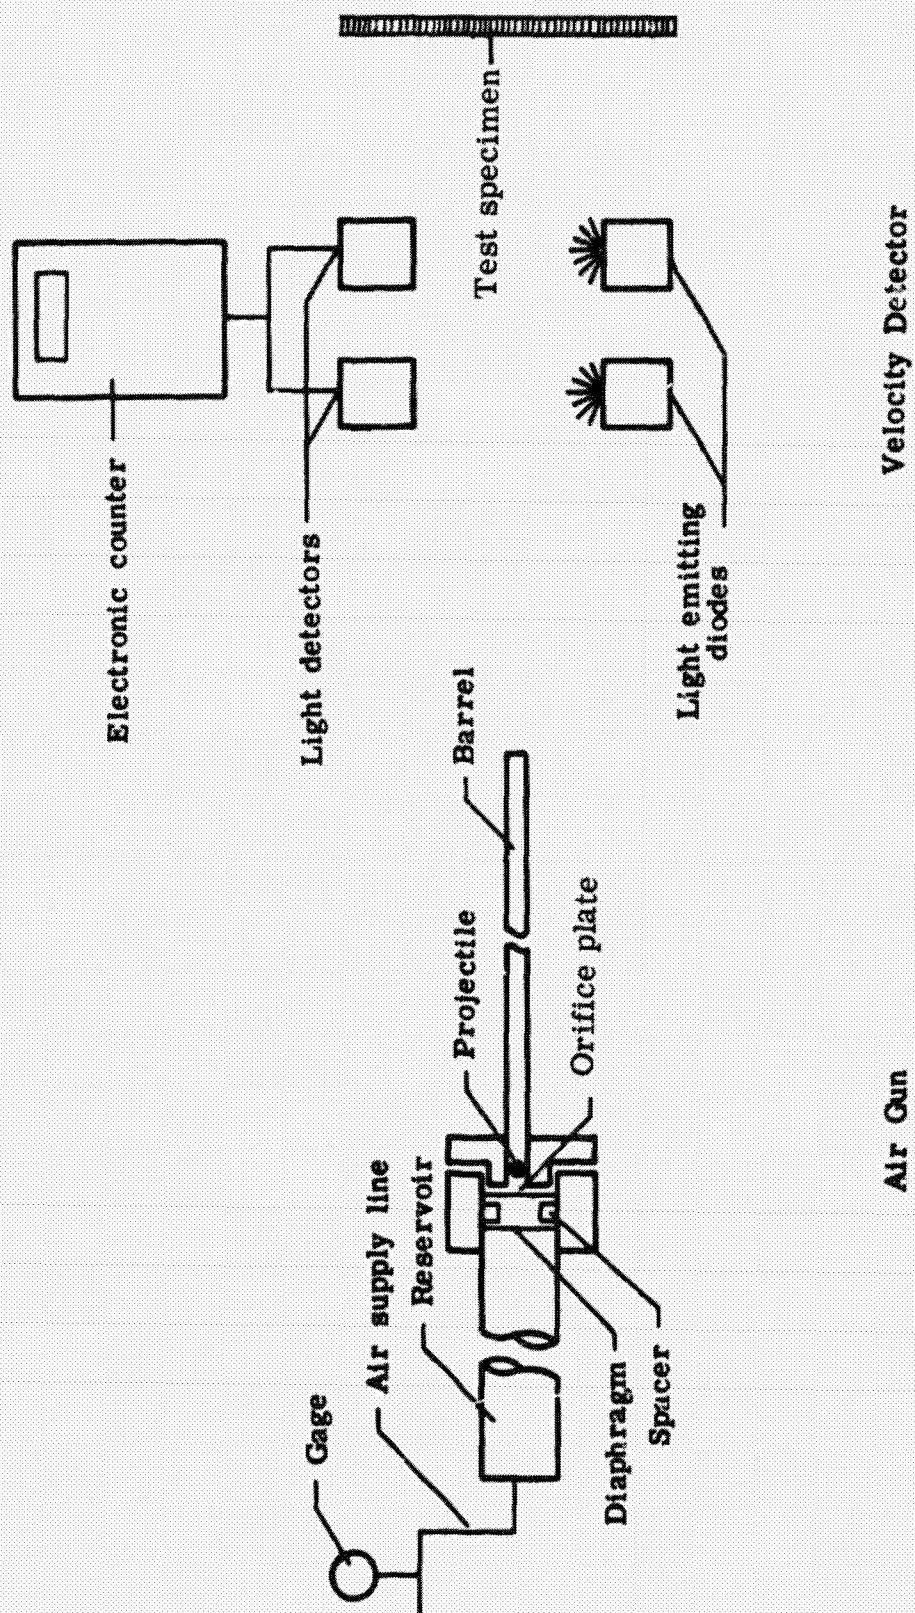 Gage
Air supply line
Reservoir
Projectile
Barrel
Orifice plate
Diaphragm
Spacer
Air Gun
Electronic counter
Light detectors
Test specimen
Light emitting
diodes
Velocity Detector